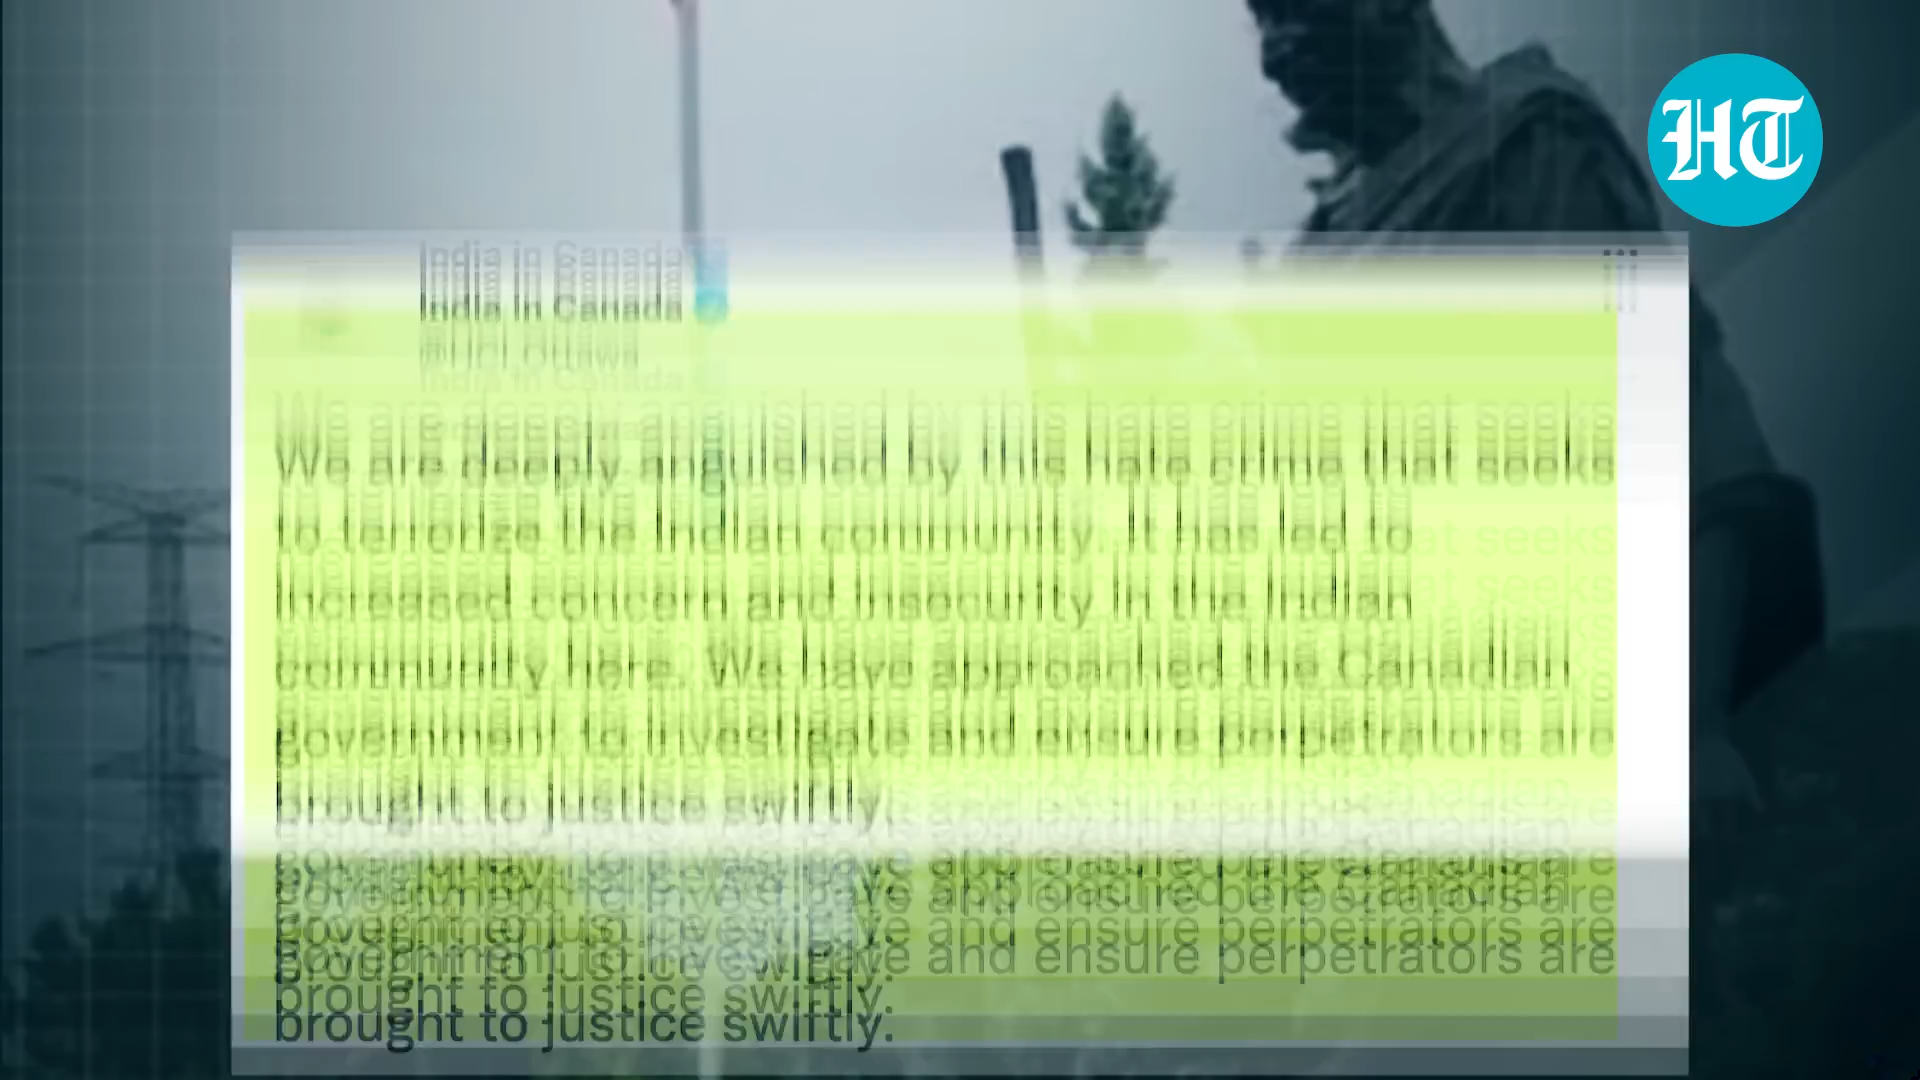 HT
India in Canada
@HCI_Ottawa
We are deeply anguished by this hate crime that seeks
to terrorize the Indian community. It has led to
increased concern and insecurity in the Indian
community here. We have approached the Canadian
government to investigate and ensure perpetrators are
brought to justice swiftly.